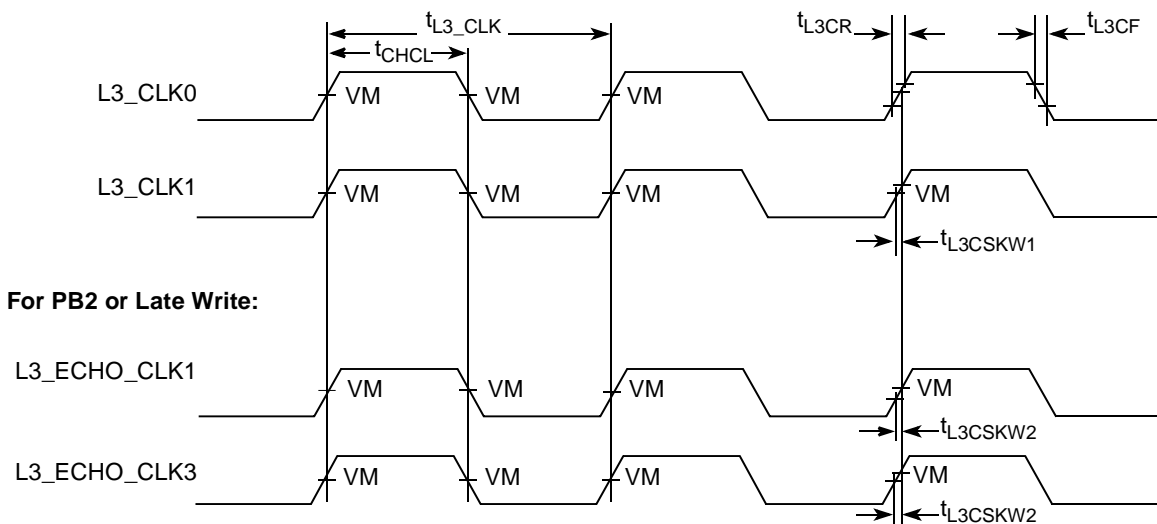 tL3_CLK
tL3CR
tL3CF
tCHCL
L3_CLK0
VM
VM
VM
L3_CLK1
VM
VM
VM
VM
tL3CSKW1
For PB2 or Late Write:
L3_ECHO_CLK1
VM
VM
VM
VM
tL3CSKW2
L3_ECHO_CLK3
VM
VM
VM
VM
tL3CSKW2